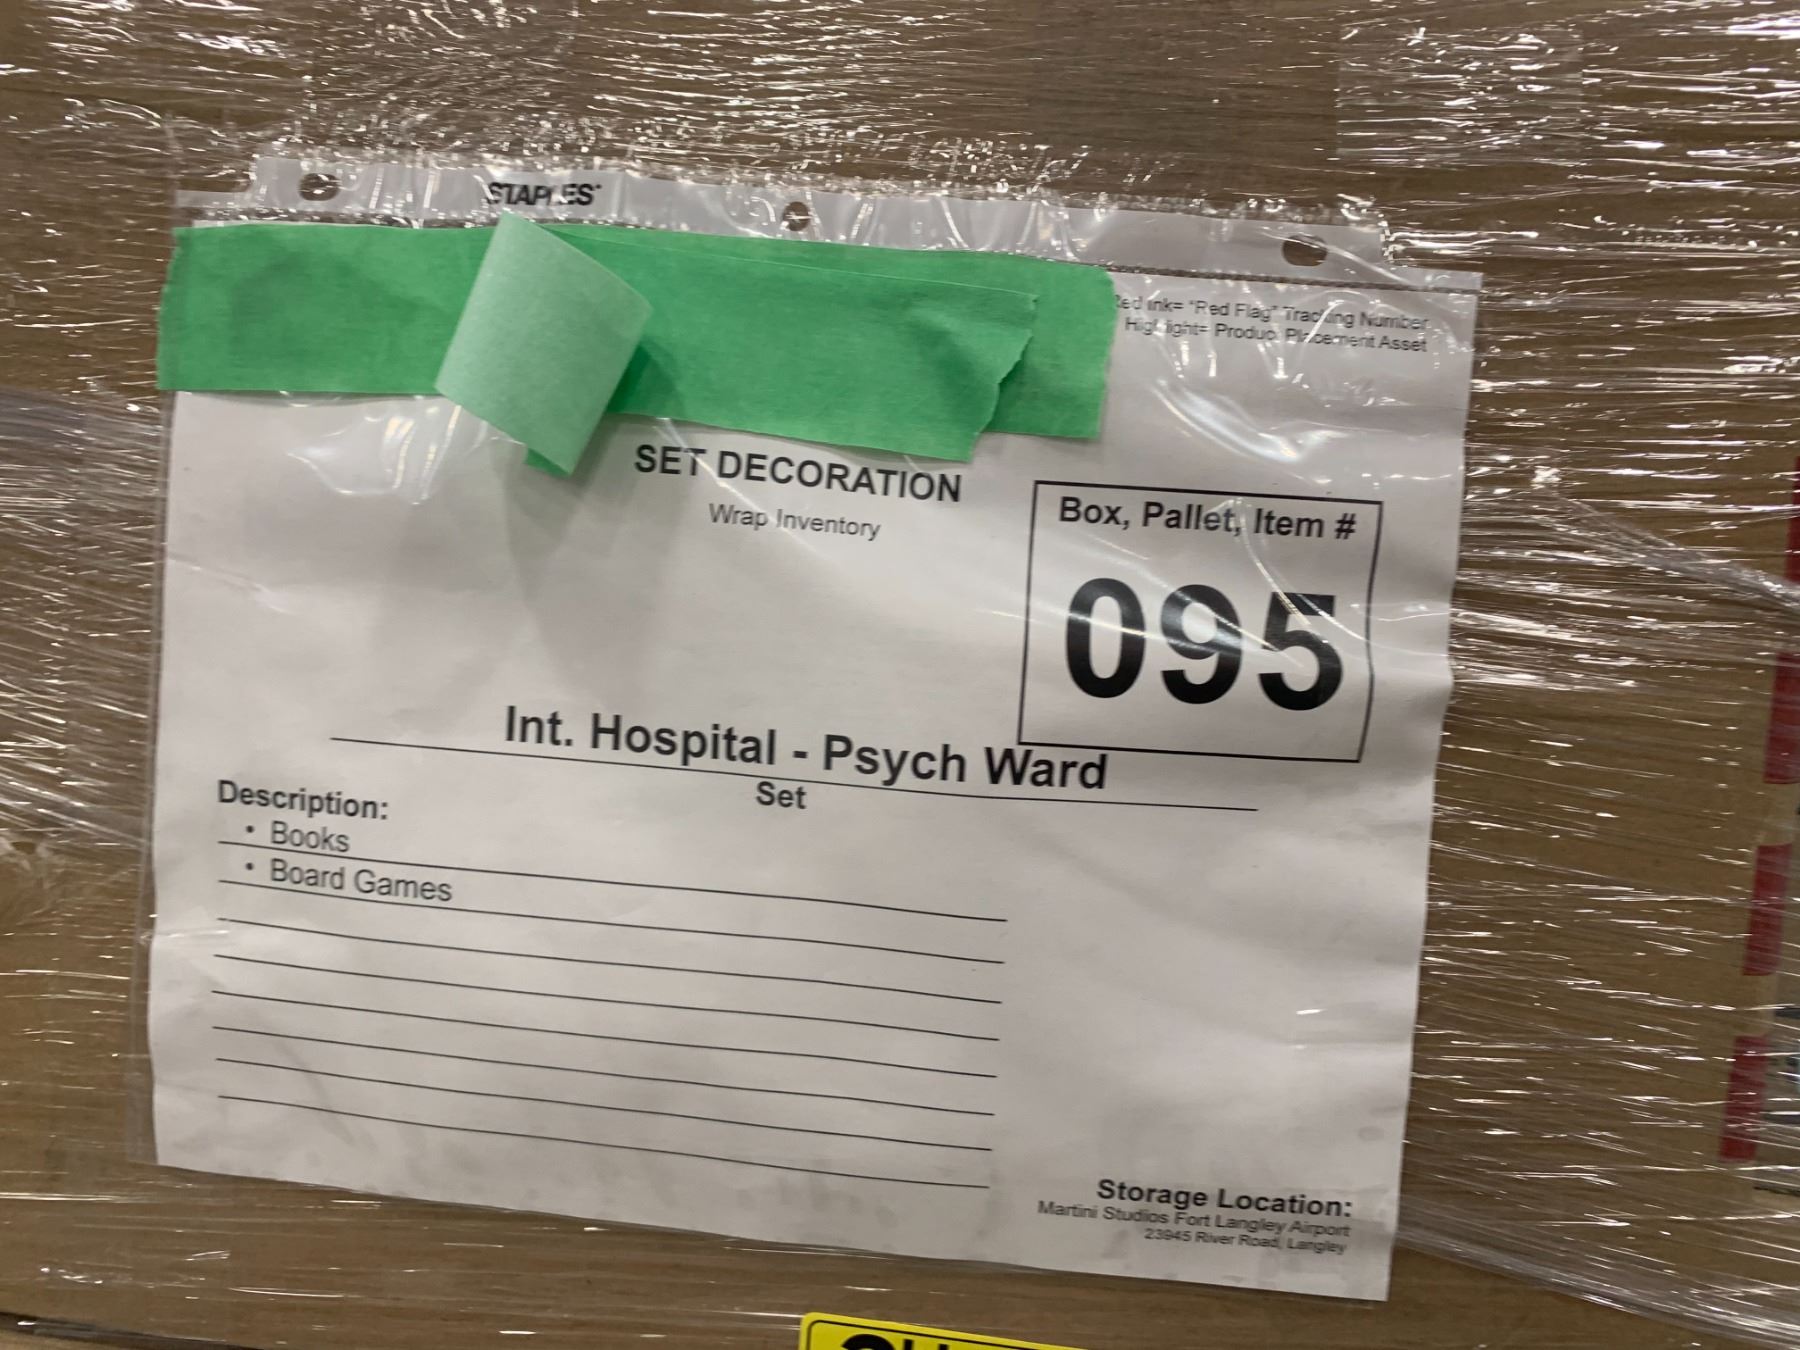 STAPLES
Red ink= "Red Flag" Tracking Number
Highlight= Product Placement Asset
SET DECORATION
Wrap Inventory
Box, Pallet, Item #
095
Int. Hospital - Psych Ward
Set
Description:
• Books
• Board Games
Storage Location:
Martini Studios Fort Langley Airport
23945 River Road, Langley